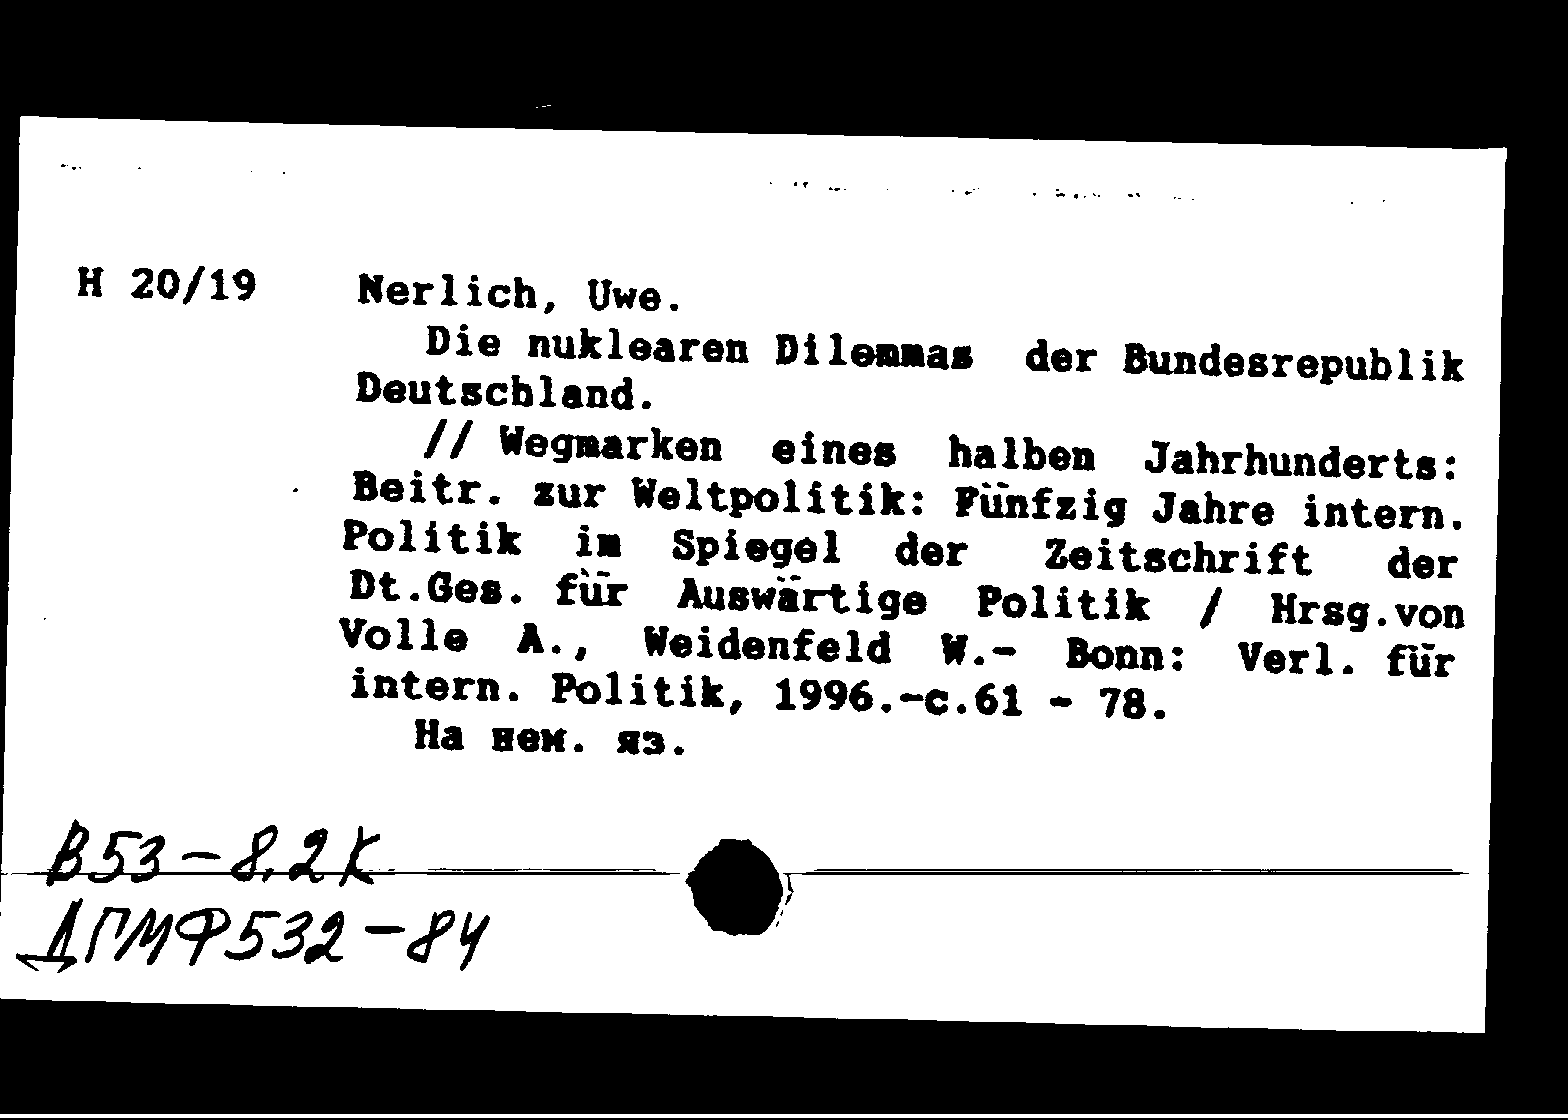 H 20/19 Nerlich, Uwe.
Die nuklearen Dilemmas der Bundesrepublik
Deutschland.
// Wegmarken eines halben Jahrhunderts:
Beitr. zur Weltpolitik: Fünfzig Jahre intern.
Politik im Spiegel der Zeitschrift der
Dt.Ges. für Auswärtige Politik / Hrsg.von
Volle A., Weidenfeld W.- Bonn: Verl. für
intern. Politik, 1996.-с.61 - 78.
На нем. яз.
В53-8.2К
ДГМФ532-84